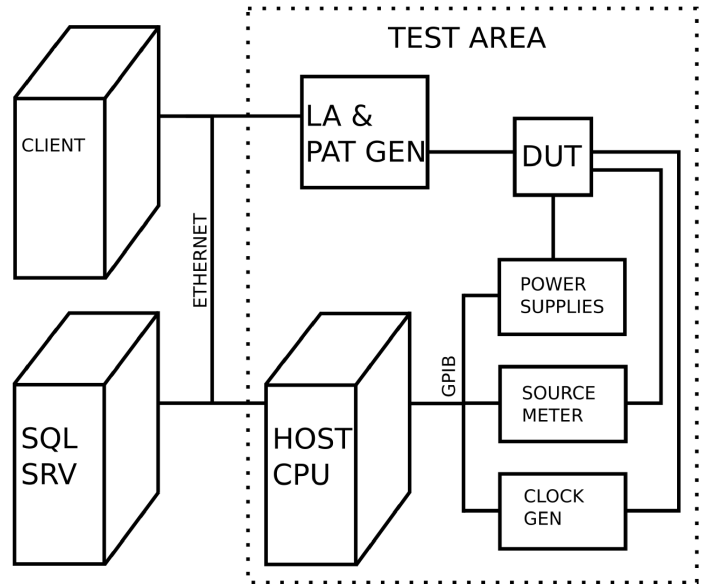 TEST AREA
CLIENT
LA &
PAT GEN
DUT
ETHERNET
POWER
SUPPLIES
GPIB
SOURCE
METER
SQL
SRV
HOST
CPU
CLOCK
GEN